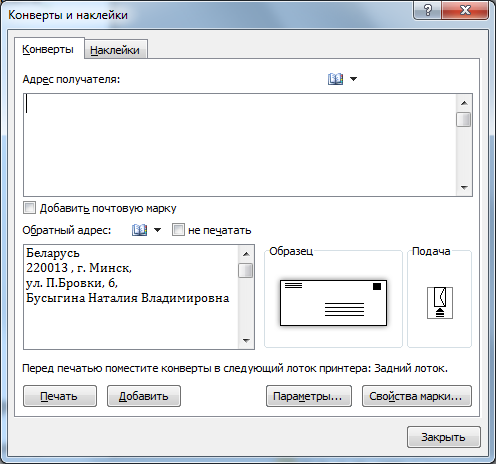 Конверты и наклейки
Конверты Наклейки
Адрес получателя:
Добавить почтовую марку
Обратный адрес: не печатать
Беларусь
220013 , г. Минск,
ул. П.Бровки, 6,
Бусыгина Наталия Владимировна
Образец
Подача
Перед печатью поместите конверты в следующий лоток принтера: Задний лоток.
Печать Добавить Параметры... Свойства марки...
Закрыть